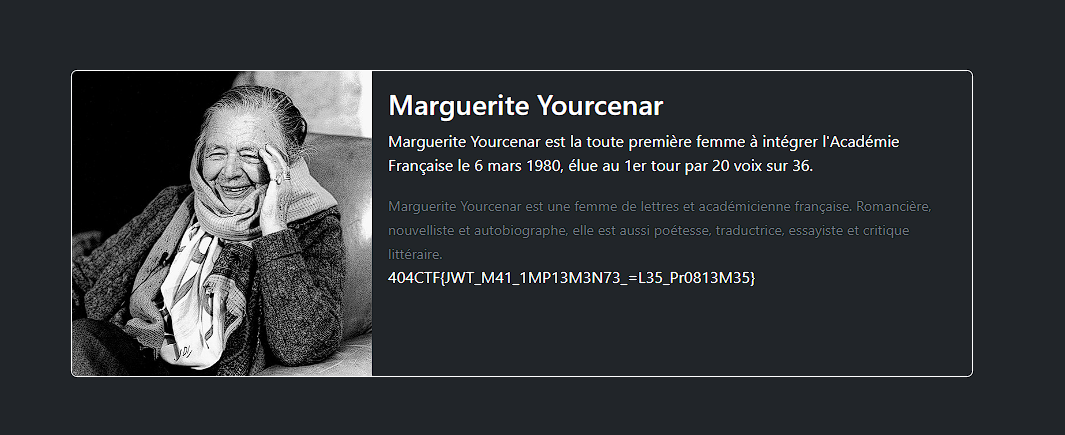 Marguerite Yourcenar
Marguerite Yourcenar est la toute première femme à intégrer l'Académie
Française le 6 mars 1980, élue au 1er tour par 20 voix sur 36.
Marguerite Yourcenar est une femme de lettres et académicienne française. Romancière,
nouvelliste et autobiographe, elle est aussi poétesse, traductrice, essayiste et critique
littéraire.
404CTF{JWT_M41_1MP13M3N73_=L35_Pr0813M35}